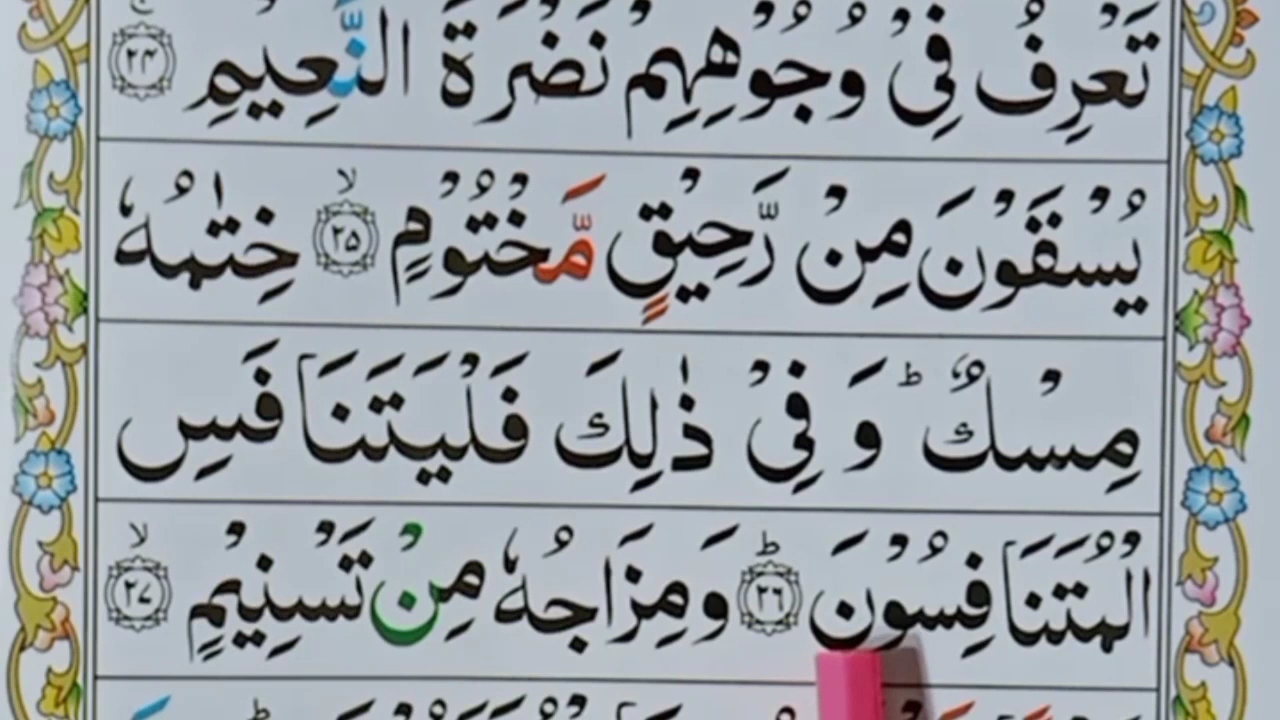 تَعْرِفُ فِىْ وُجُوْهِهِمْ نَضْرَةَ النَّعِيْمِ ۚ ۝۲۴
يُسْقَوْنَ مِنْ رَّحِيْقٍ مَّخْتُوْمٍ ۙ ۝۲۵ خِتٰمُهٗ
مِسْكٌ ؕ وَ فِىْ ذٰلِكَ فَلْيَتَنَافَسِ
الْمُتَنَافِسُوْنَ ؕ ۝۲۶ وَمِزَاجُهٗ مِنْ تَسْنِيْمٍ ۙ ۝۲۷